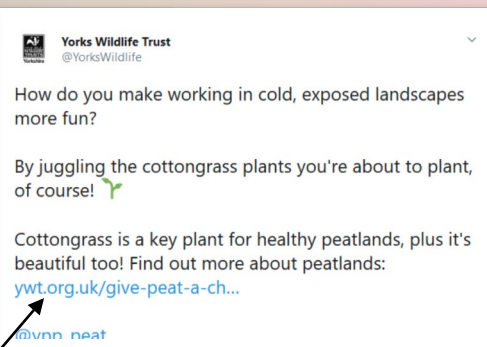 Yorks Wildlife Trust
@YorksWildlife
How do you make working in cold, exposed landscapes
more fun?
By juggling the cottongrass plants you're about to plant,
of course! 🌱
Cottongrass is a key plant for healthy peatlands, plus it's
beautiful too! Find out more about peatlands:
ywt.org.uk/give-peat-a-ch...
@ypp_peat